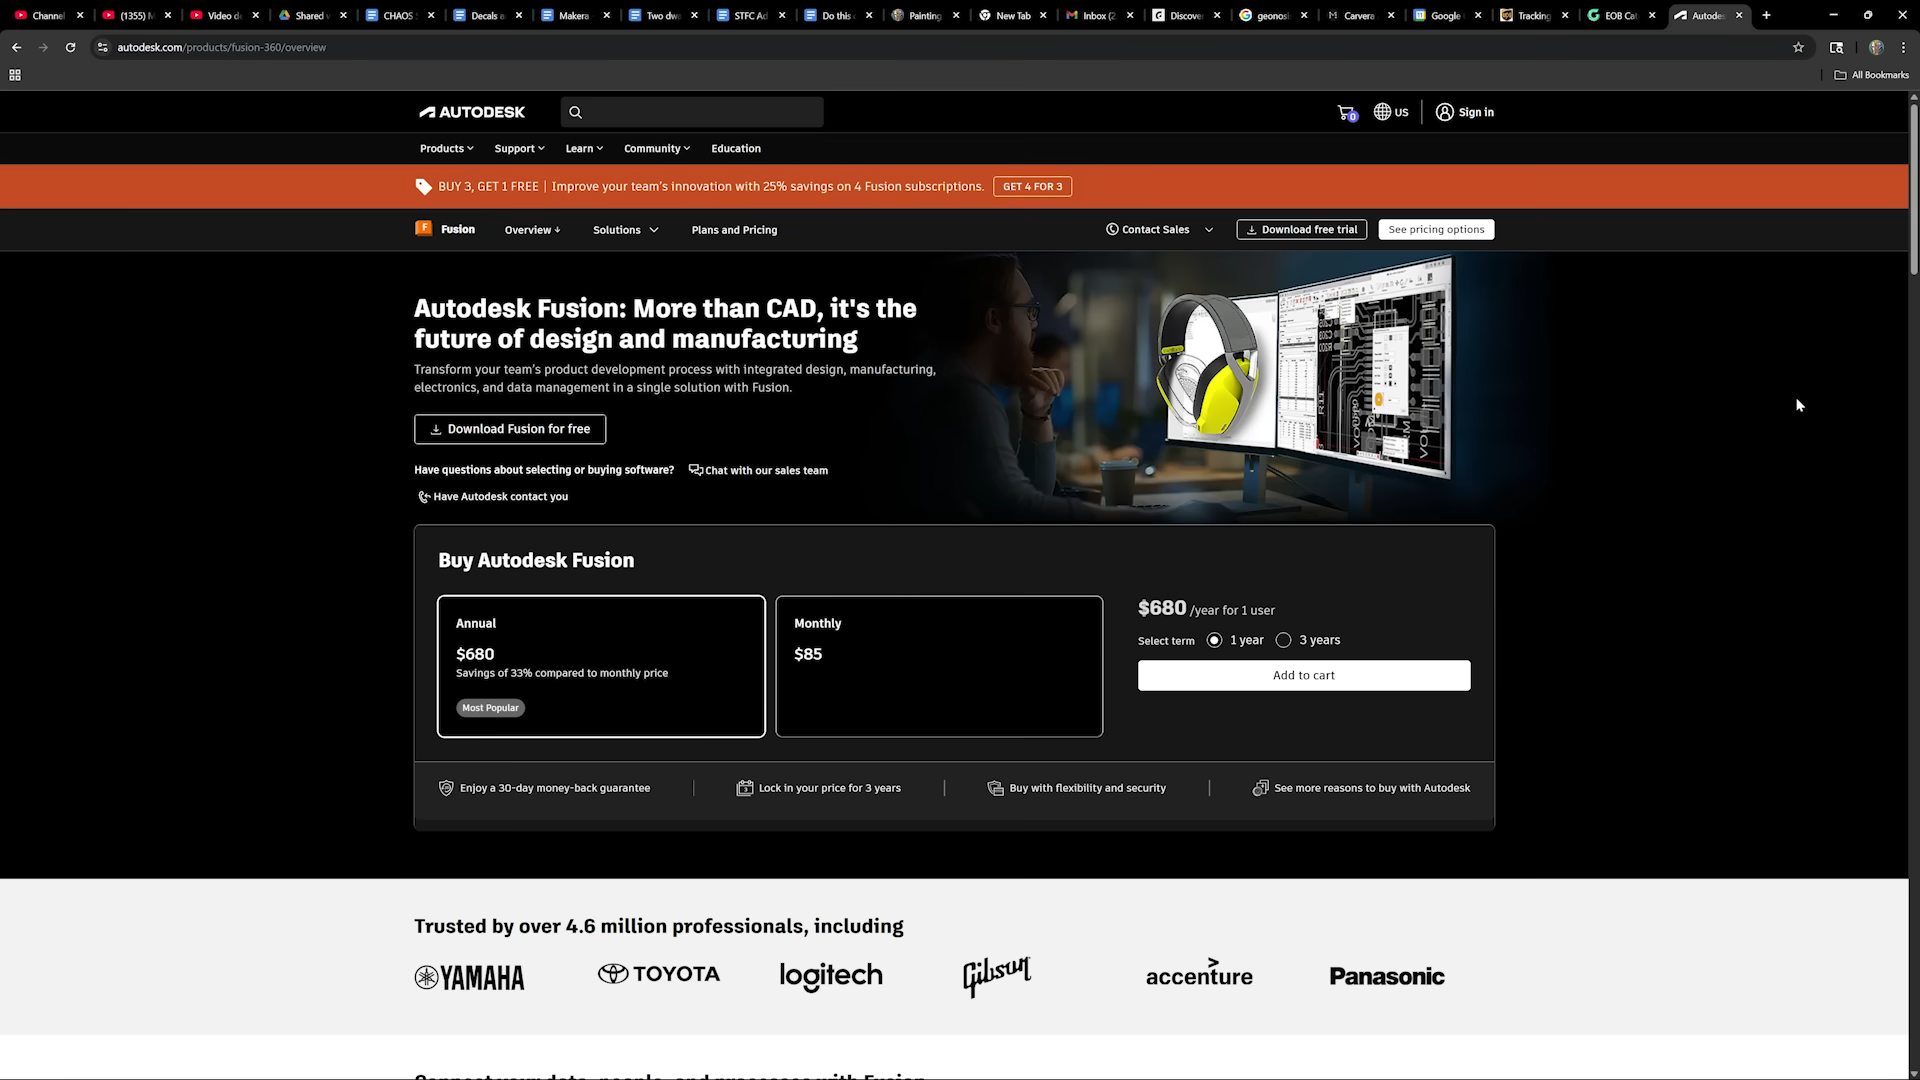 Channel
(1355) M
Video d
Shared v
CHAOS
Decals a
Makera
Two dw
STFC Ad
Do this
Painting
New Tab
Inbox (2
Discove
geonosi
Carvera
Google
Tracking
EOB Cal
Autodes
autodesk.com/products/fusion-360/overview
All Bookmarks
AUTODESK
0
US
Sign in
Products
Support
Learn
Community
Education
BUY 3, GET 1 FREE | Improve your team's innovation with 25% savings on 4 Fusion subscriptions.
GET 4 FOR 3
F
Fusion
Overview
Solutions
Plans and Pricing
Contact Sales
Download free trial
See pricing options
Autodesk Fusion: More than CAD, it's the
future of design and manufacturing
Transform your team's product development process with integrated design, manufacturing,
electronics, and data management in a single solution with Fusion.
Download Fusion for free
Have questions about selecting or buying software?
Chat with our sales team
Have Autodesk contact you
Buy Autodesk Fusion
Annual
$680
Savings of 33% compared to monthly price
Most Popular
Monthly
$85
$680 /year for 1 user
Select term
1 year
3 years
Add to cart
Enjoy a 30-day money-back guarantee
Lock in your price for 3 years
Buy with flexibility and security
See more reasons to buy with Autodesk
Trusted by over 4.6 million professionals, including
YAMAHA
TOYOTA
logitech
Gibson
accenture
Panasonic
Connect your data, people, and processes with Fusion